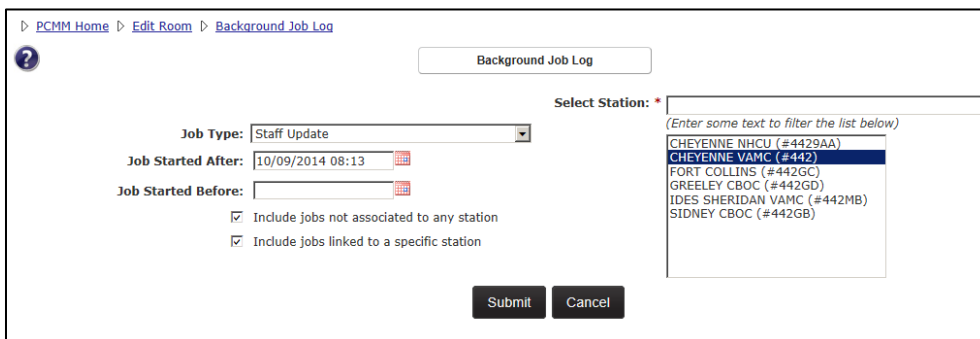 PCMM Home Edit Room Background Job Log
?
Background Job Log
Select Station: *
(Enter some text to filter the list below)
Job Type: Staff Update
Job Started After: 10/09/2014 08:13
Job Started Before:
Include jobs not associated to any station
Include jobs linked to a specific station
CHEYENNE NHCU (#4429AA)
CHEYENNE VAMC (#442)
FORT COLLINS (#442GC)
GREELEY CBOC (#442GD)
IDES SHERIDAN VAMC (#442MB)
SIDNEY CBOC (#442GB)
Submit Cancel